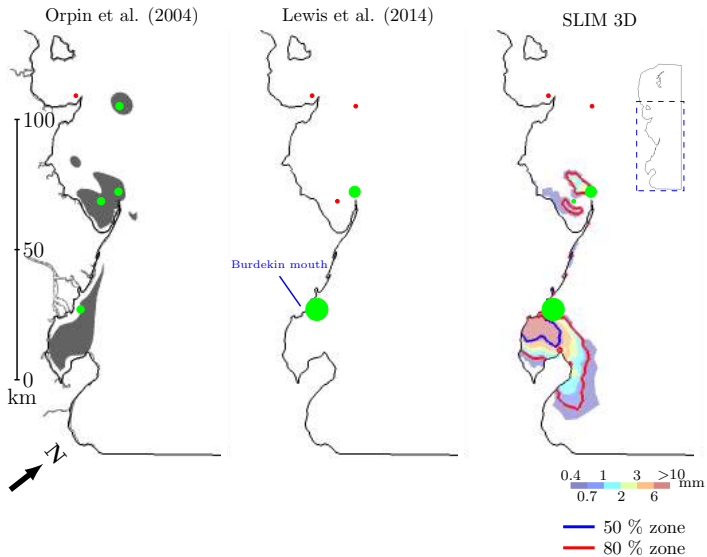 Orpin et al. (2004)
Lewis et al. (2014)
SLIM 3D
100
50
Burdekin mouth
0
km
N
0.4 1 3 >10
mm
0.7 2 6
50 % zone
80 % zone